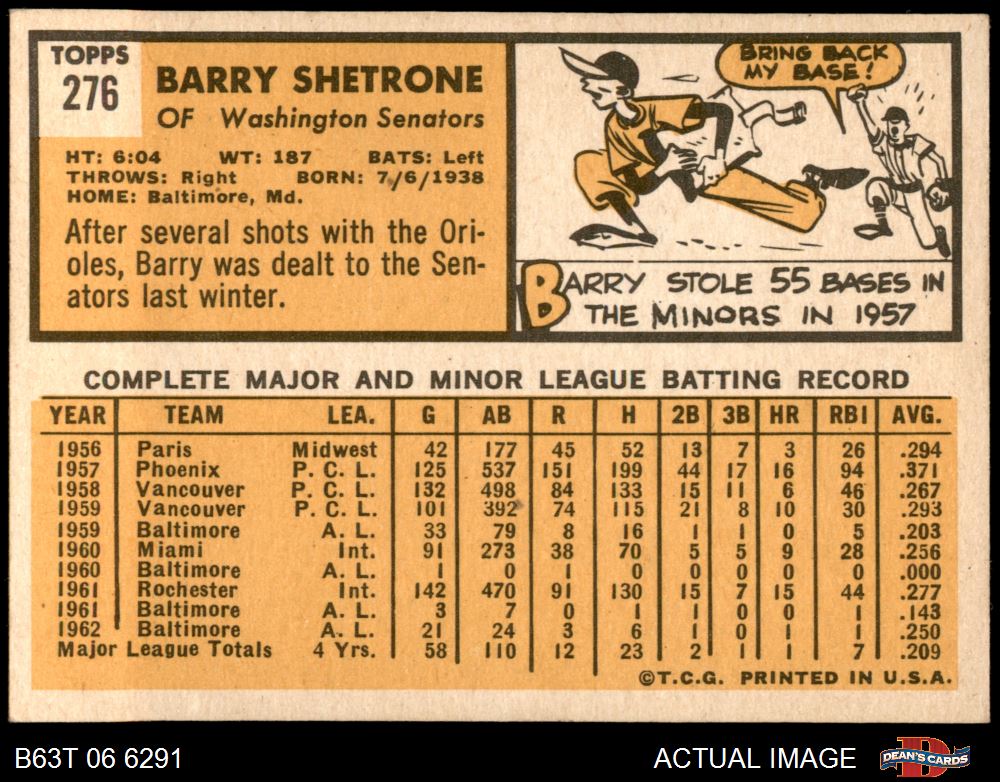 TOPPS
276
BARRY SHETRONE
OF Washington Senators
HT: 6:04 WT: 187 BATS: Left
THROWS: Right BORN: 7/6/1938
HOME: Baltimore, Md.
After several shots with the Ori-
oles, Barry was dealt to the Sen-
ators last winter.
BRING BACK
MY BASE!
BARRY STOLE 55 BASES IN
THE MINORS IN 1957
COMPLETE MAJOR AND MINOR LEAGUE BATTING RECORD
YEAR TEAM LEA. G AB R H 2B 3B HR RBI AVG.
1956 Paris Midwest 42 177 45 52 13 7 3 26 .294
1957 Phoenix P. C. L. 125 537 151 199 44 17 16 94 .371
1958 Vancouver P. C. L. 132 498 84 133 15 11 6 46 .267
1959 Vancouver P. C. L. 101 392 74 115 21 8 10 30 .293
1959 Baltimore A. L. 33 79 8 16 1 1 0 5 .203
1960 Miami Int. 91 273 38 70 5 5 9 28 .256
1960 Baltimore A. L. 1 0 1 0 0 0 0 0 .000
1961 Rochester Int. 142 470 91 130 15 7 15 44 .277
1961 Baltimore A. L. 3 7 0 1 1 0 0 1 .143
1962 Baltimore A. L. 21 24 3 6 1 0 1 1 .250
Major League Totals 4 Yrs. 58 110 12 23 2 1 1 7 .209
©T.C.G. PRINTED IN U.S.A.
B63T 06 6291
ACTUAL IMAGE
DEAN'S CARDS